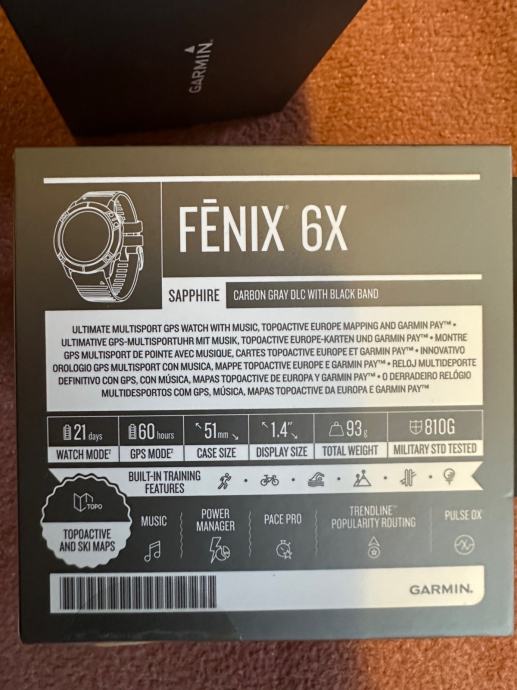 GARMIN.
FĒNIX® 6X
SAPPHIRE CARBON GRAY DLC WITH BLACK BAND
ULTIMATE MULTISPORT GPS WATCH WITH MUSIC, TOPOACTIVE EUROPE MAPPING AND GARMIN PAY™ •
ULTIMATIVE GPS-MULTISPORTUHR MIT MUSIK, TOPOACTIVE EUROPE-KARTEN UND GARMIN PAY™ • MONTRE
GPS MULTISPORT DE POINTE AVEC MUSIQUE, CARTES TOPOACTIVE EUROPE ET GARMIN PAY™ • INNOVATIVO
OROLOGIO GPS MULTISPORT CON MUSICA, MAPPE TOPOACTIVE EUROPE E GARMIN PAY™ • RELOJ MULTIDEPORTE
DEFINITIVO CON GPS, CON MÚSICA, MAPAS TOPOACTIVE DE EUROPA Y GARMIN PAY™ • O DERRADEIRO RELÓGIO
MULTIDESPORTOS COM GPS, MÚSICA, MAPAS TOPOACTIVE DA EUROPA E GARMIN PAY™
21 days 60 hours 51mm 1.4″ 93g 810G
WATCH MODE² GPS MODE² CASE SIZE DISPLAY SIZE TOTAL WEIGHT MILITARY STD TESTED
BUILT-IN TRAINING
FEATURES
TOPO
TOPOACTIVE
AND SKI MAPS
MUSIC
POWER
MANAGER
PACE PRO
TRENDLINE™
POPULARITY ROUTING
PULSE OX
GARMIN.